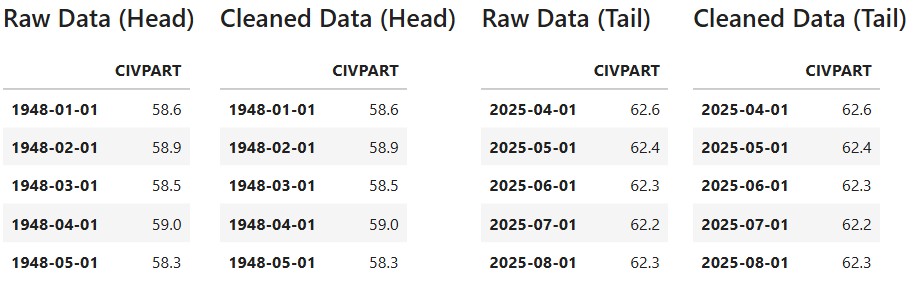 Raw Data (Head) Cleaned Data (Head) Raw Data (Tail) Cleaned Data (Tail)
CIVPART CIVPART CIVPART CIVPART
1948-01-01 58.6 1948-01-01 58.6 2025-04-01 62.6 2025-04-01 62.6
1948-02-01 58.9 1948-02-01 58.9 2025-05-01 62.4 2025-05-01 62.4
1948-03-01 58.5 1948-03-01 58.5 2025-06-01 62.3 2025-06-01 62.3
1948-04-01 59.0 1948-04-01 59.0 2025-07-01 62.2 2025-07-01 62.2
1948-05-01 58.3 1948-05-01 58.3 2025-08-01 62.3 2025-08-01 62.3